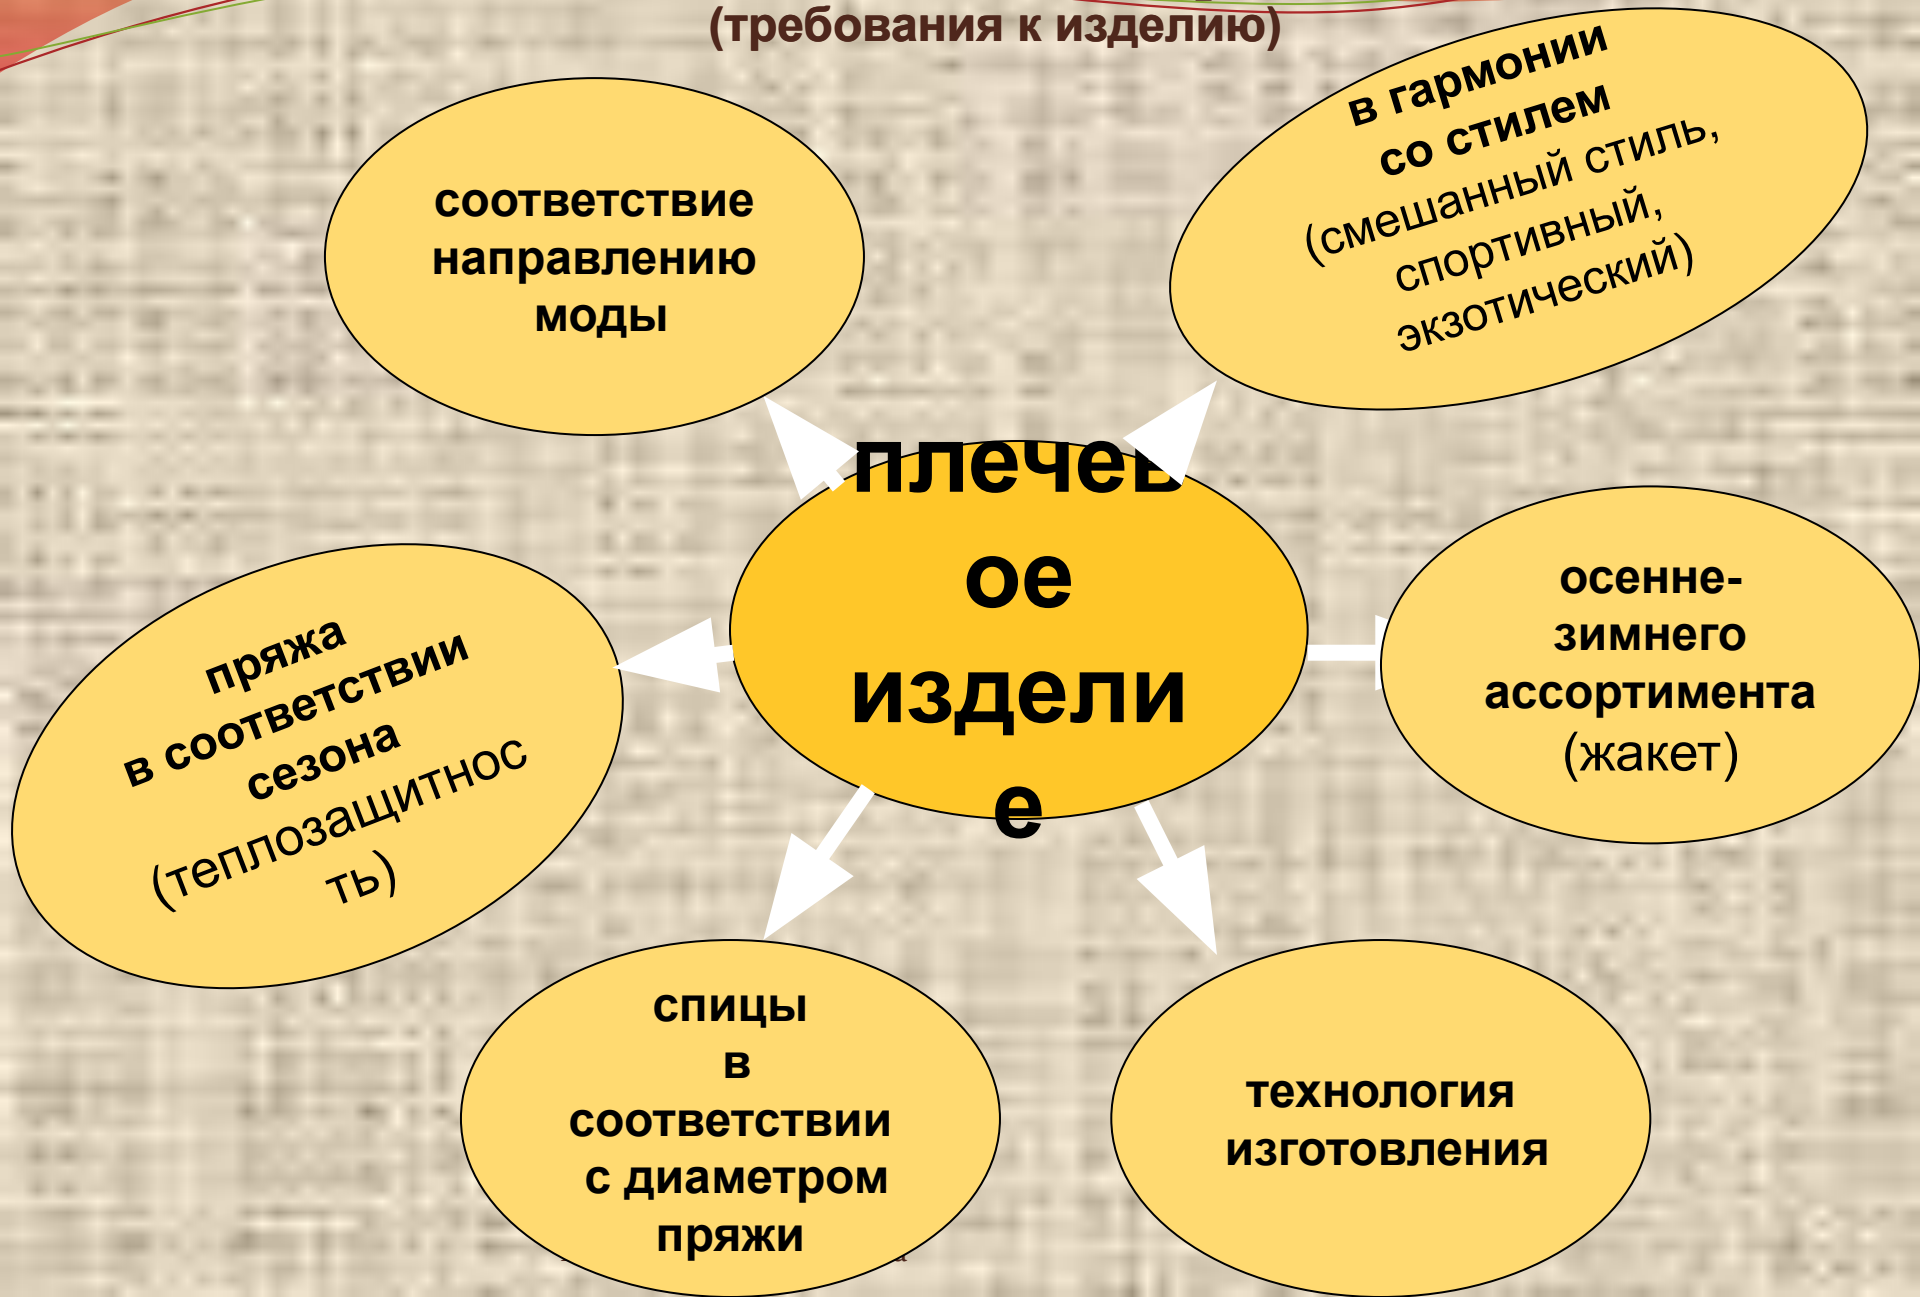 (требования к изделию)
в гармонии
со стилем
(смешанный стиль,
спортивный,
экзотический)
соответствие
направлению
моды
плечев
ое
издели
е
осенне-
зимнего
ассортимента
(жакет)
пряжа
в соответствии
сезона
(теплозащитнос
ть)
спицы
в
соответствии
с диаметром
пряжи
технология
изготовления